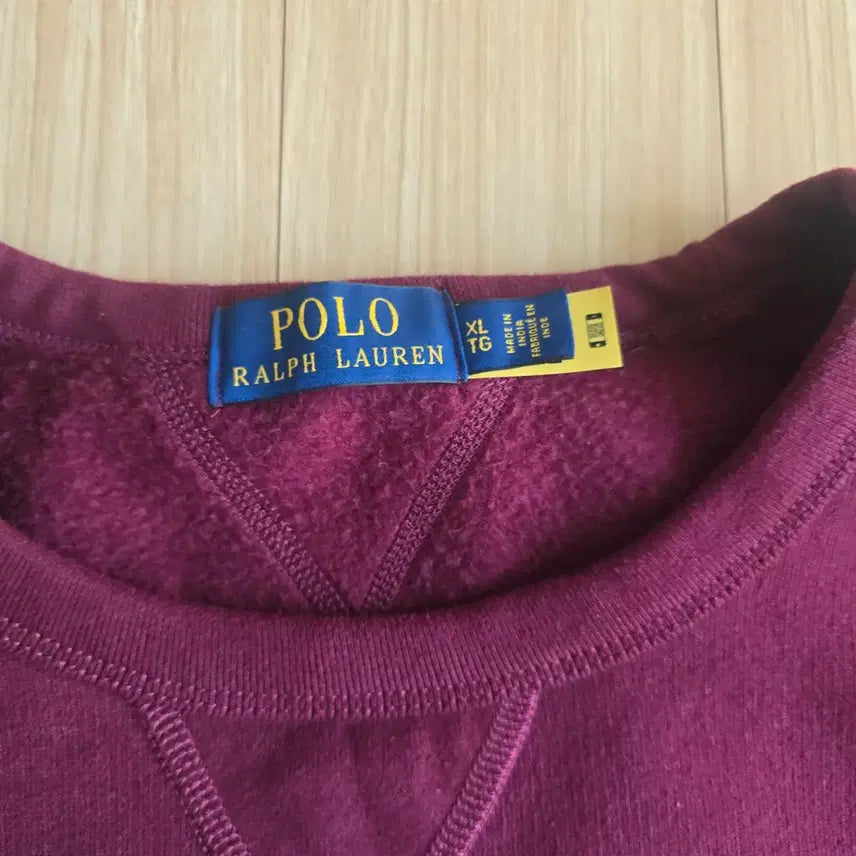 POLO
RALPH LAUREN
XL
TG
MADE IN
INDIA
FABRIQUÉ EN
INDE